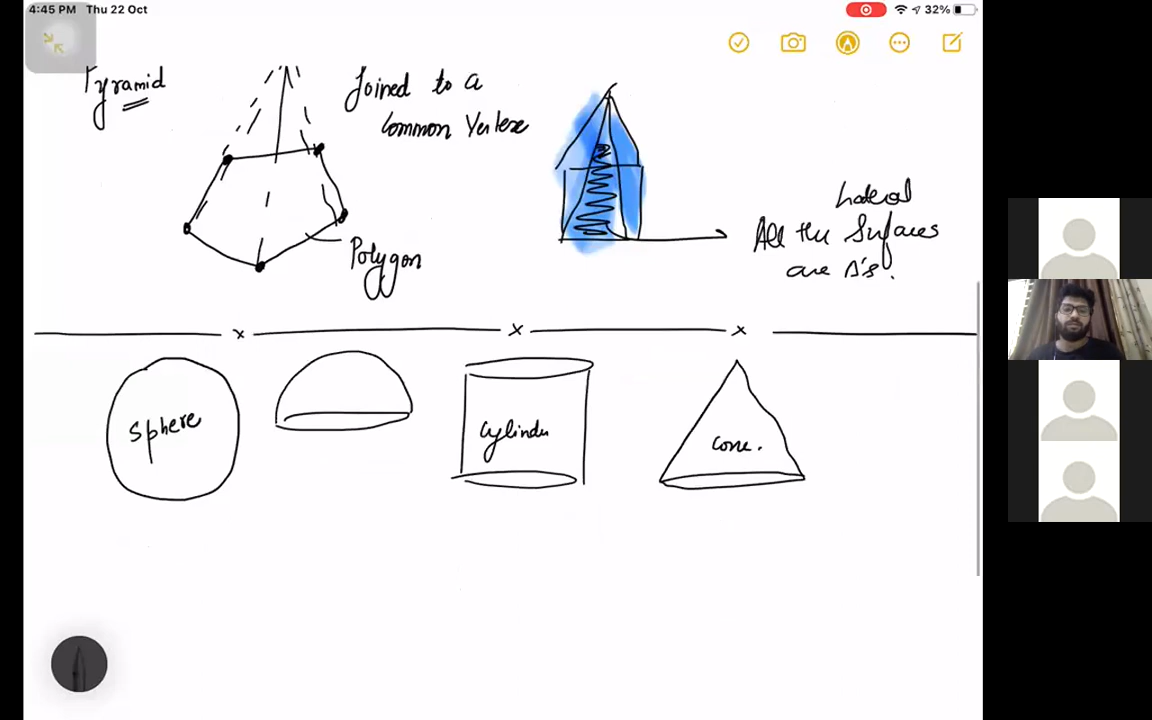 4:45 PM Thu 22 Oct
32%
Pyramid
Joined to a
Common Vertex
Lateral
All the Surfaces
are Δ's.
Polygon
Sphere
Cylinder
Cone.